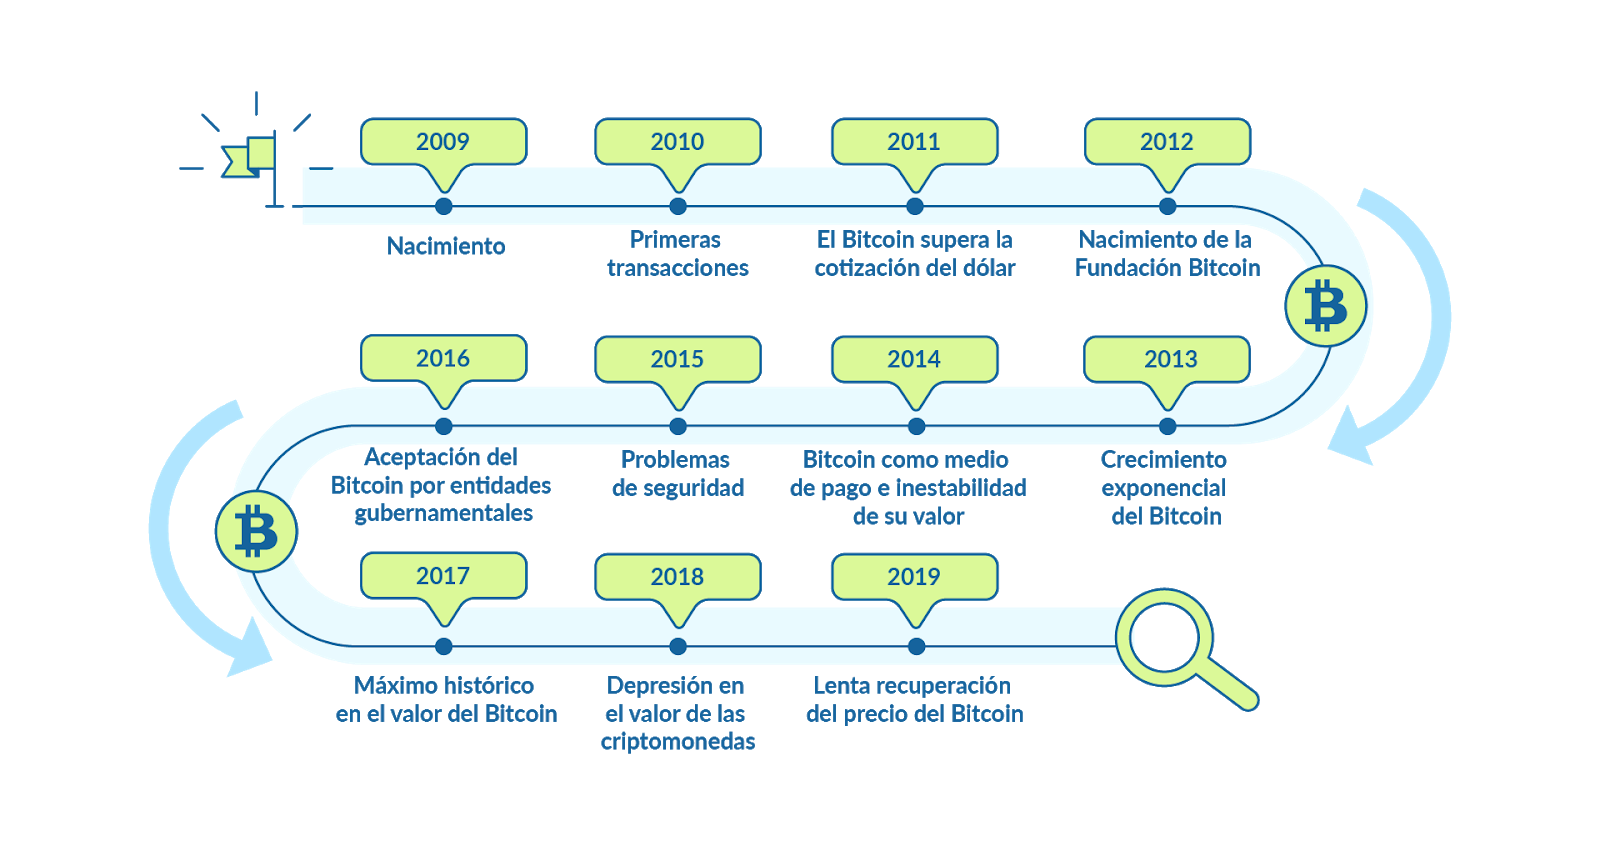 2009
Nacimiento
2010
Primeras
transacciones
2011
El Bitcoin supera la
cotización del dólar
2012
Nacimiento de la
Fundación Bitcoin
2013
Crecimiento
exponencial
del Bitcoin
2014
Bitcoin como medio
de pago e inestabilidad
de su valor
2015
Problemas
de seguridad
2016
Aceptación del
Bitcoin por entidades
gubernamentales
2017
Máximo histórico
en el valor del Bitcoin
2018
Depresión en
el valor de las
criptomonedas
2019
Lenta recuperación
del precio del Bitcoin